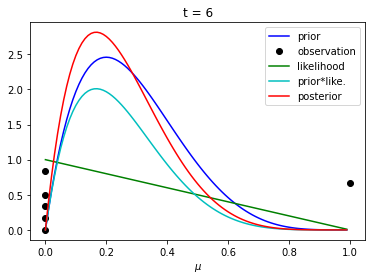 t = 6
prior
observation
likelihood
prior*like.
posterior
2.5
2.0
1.5
1.0
0.5
0.0
0.0 0.2 0.4 0.6 0.8 1.0
μ